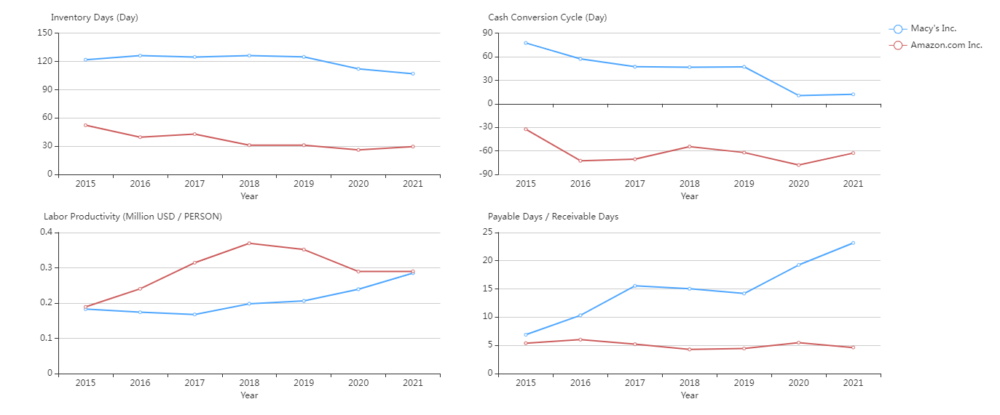 Inventory Days (Day)
150
120
90
60
30
0
2015 2016 2017 2018 2019 2020 2021
Year
Cash Conversion Cycle (Day)
90
60
30
0
-30
-60
-90
2015 2016 2017 2018 2019 2020 2021
Year
Macy's Inc.
Amazon.com Inc.
Labor Productivity (Million USD / PERSON)
0.4
0.3
0.2
0.1
0
2015 2016 2017 2018 2019 2020 2021
Year
Payable Days / Receivable Days
25
20
15
10
5
0
2015 2016 2017 2018 2019 2020 2021
Year